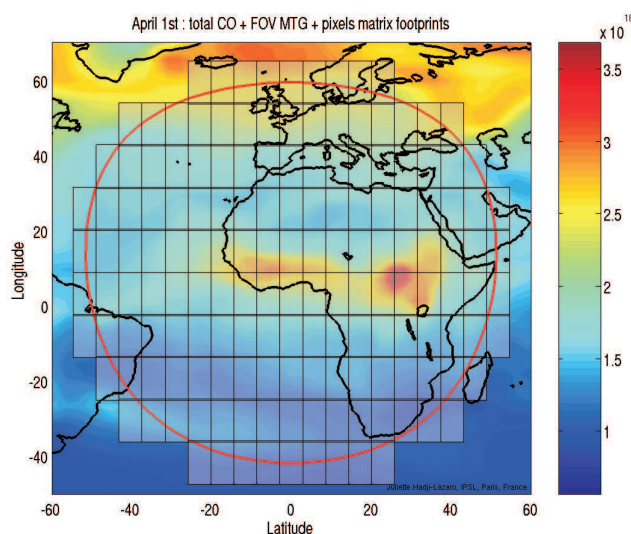 April 1st : total CO + FOV MTG + pixels matrix footprints
x 10^18
60
40
20
0
-20
-40
Longitude
-60 -40 -20 0 20 40 60
Latitude
3.5
3
2.5
2
1.5
1
Juliette Hadji-Lazaro, IPSL, Paris, France